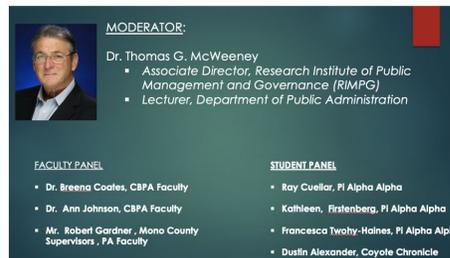 MODERATOR:
Dr. Thomas G. McWeeney
▪ Associate Director, Research Institute of Public
Management and Governance (RIMPG)
▪ Lecturer, Department of Public Administration
FACULTY PANEL
▪ Dr. Breena Coates, CBPA Faculty
▪ Dr. Ann Johnson, CBPA Faculty
▪ Mr. Robert Gardner , Mono County
Supervisors , PA Faculty
STUDENT PANEL
▪ Ray Cuellar, Pi Alpha Alpha
▪ Kathleen, Firstenberg, Pi Alpha Alpha
▪ Francesca Twohy-Haines, Pi Alpha Alp
▪ Dustin Alexander, Coyote Chronicle